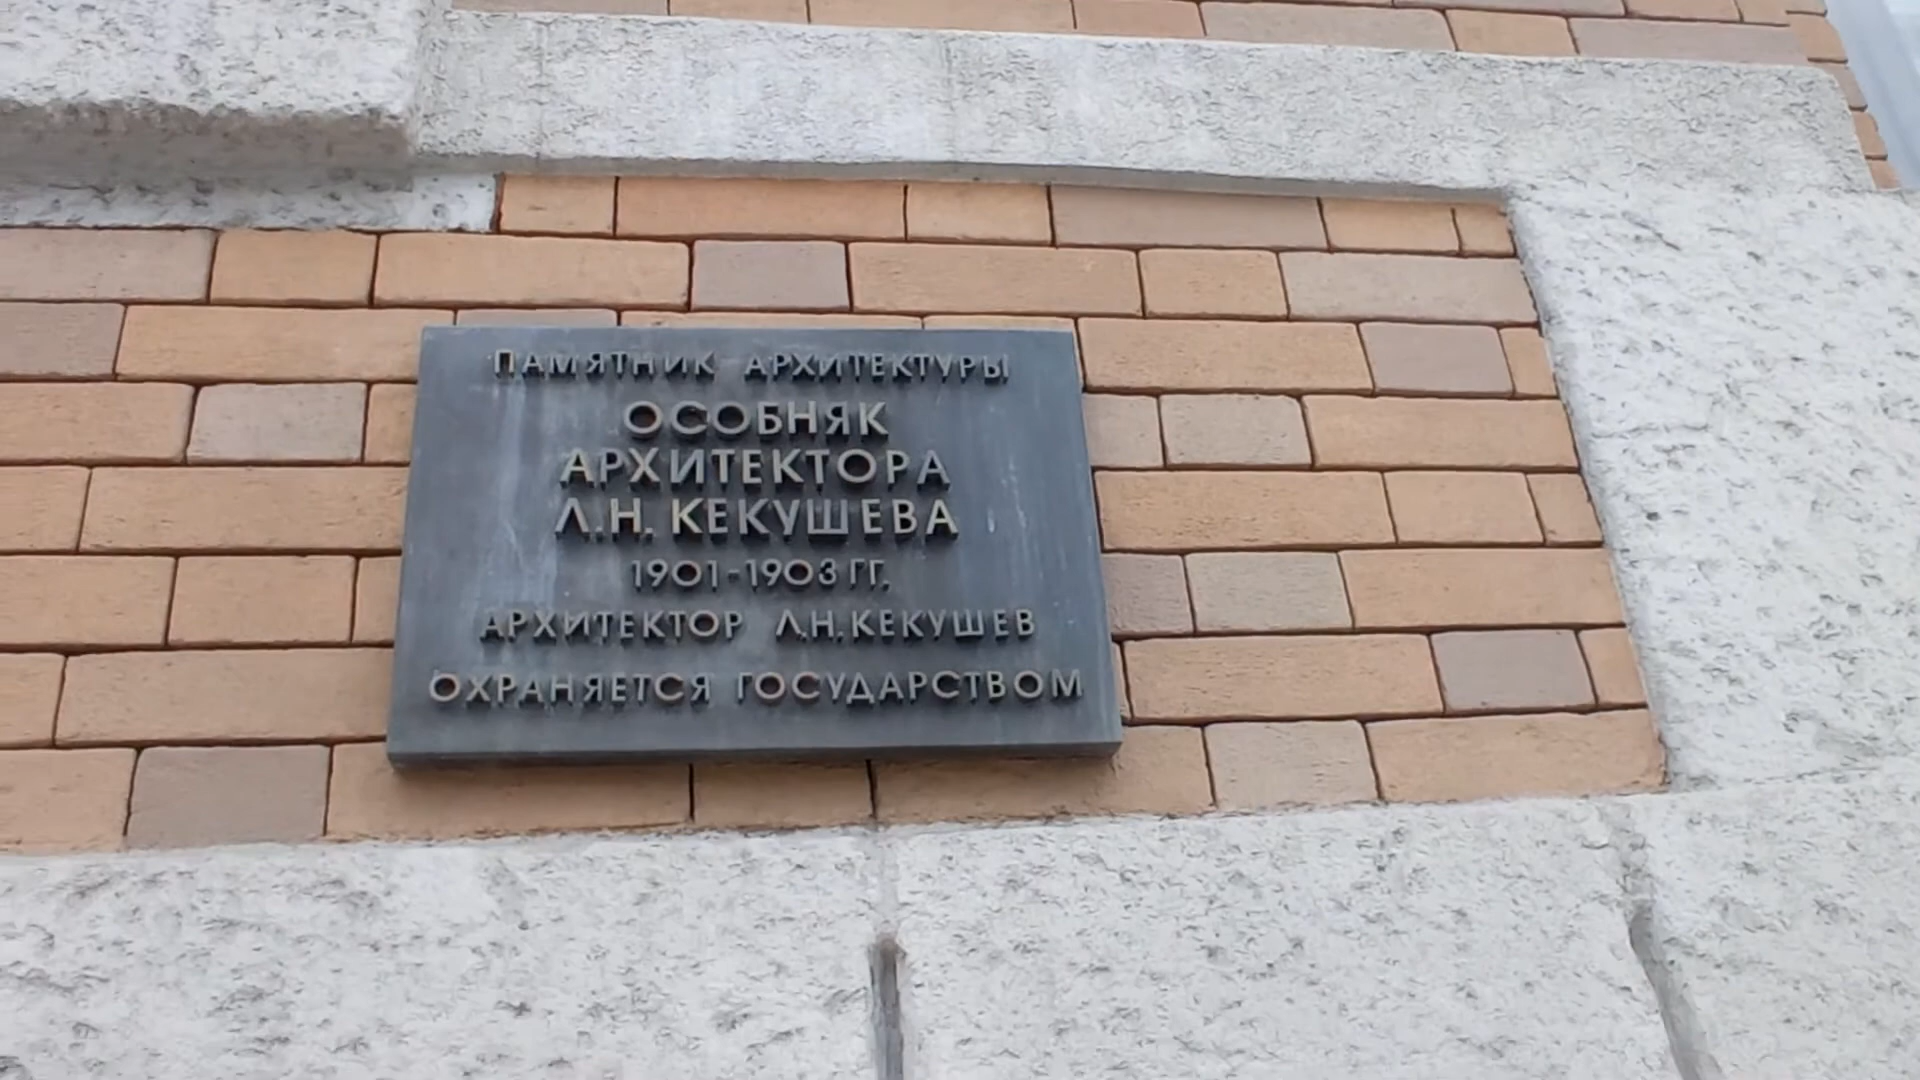 ПАМЯТНИК АРХИТЕКТУРЫ
ОСОБНЯК
АРХИТЕКТОРА
Л.Н. КЕКУШЕВА
1901-1903 ГГ.
АРХИТЕКТОР Л.Н. КЕКУШЕВ
ОХРАНЯЕТСЯ ГОСУДАРСТВОМ